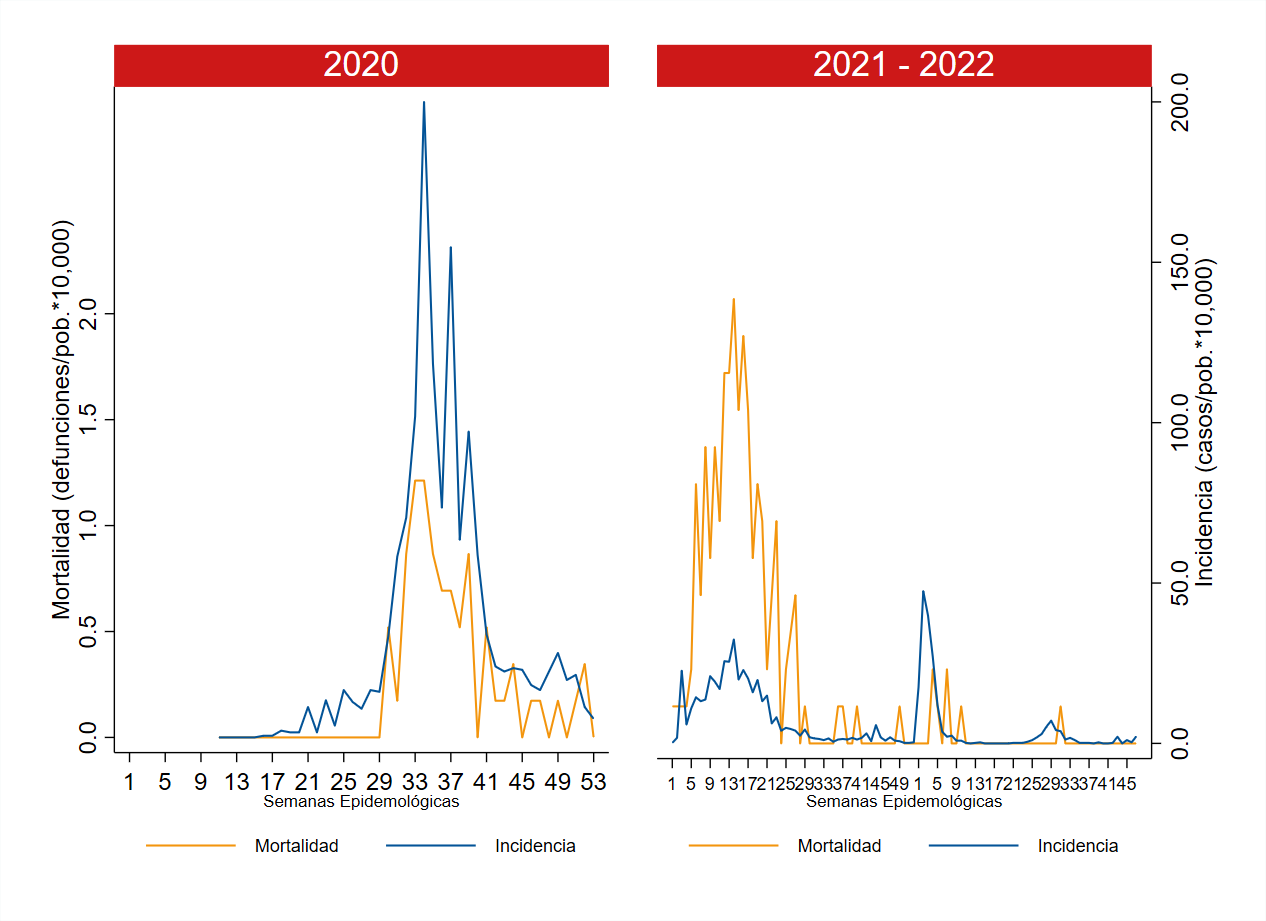 2020
2021 - 2022
Mortalidad (defunciones/pob.*10,000)
0.0 0.5 1.0 1.5 2.0
1 5 9 13 17 21 25 29 33 37 41 45 49 53
Semanas Epidemológicas
Mortalidad Incidencia
1 5 9 13 17 21 25 29 33 37 41 45 49 1 5 9 13 17 21 25 29 33 37 41 45
Semanas Epidemológicas
Mortalidad Incidencia
0.0 50.0 100.0 150.0 200.0
Incidencia (casos/pob.*10,000)